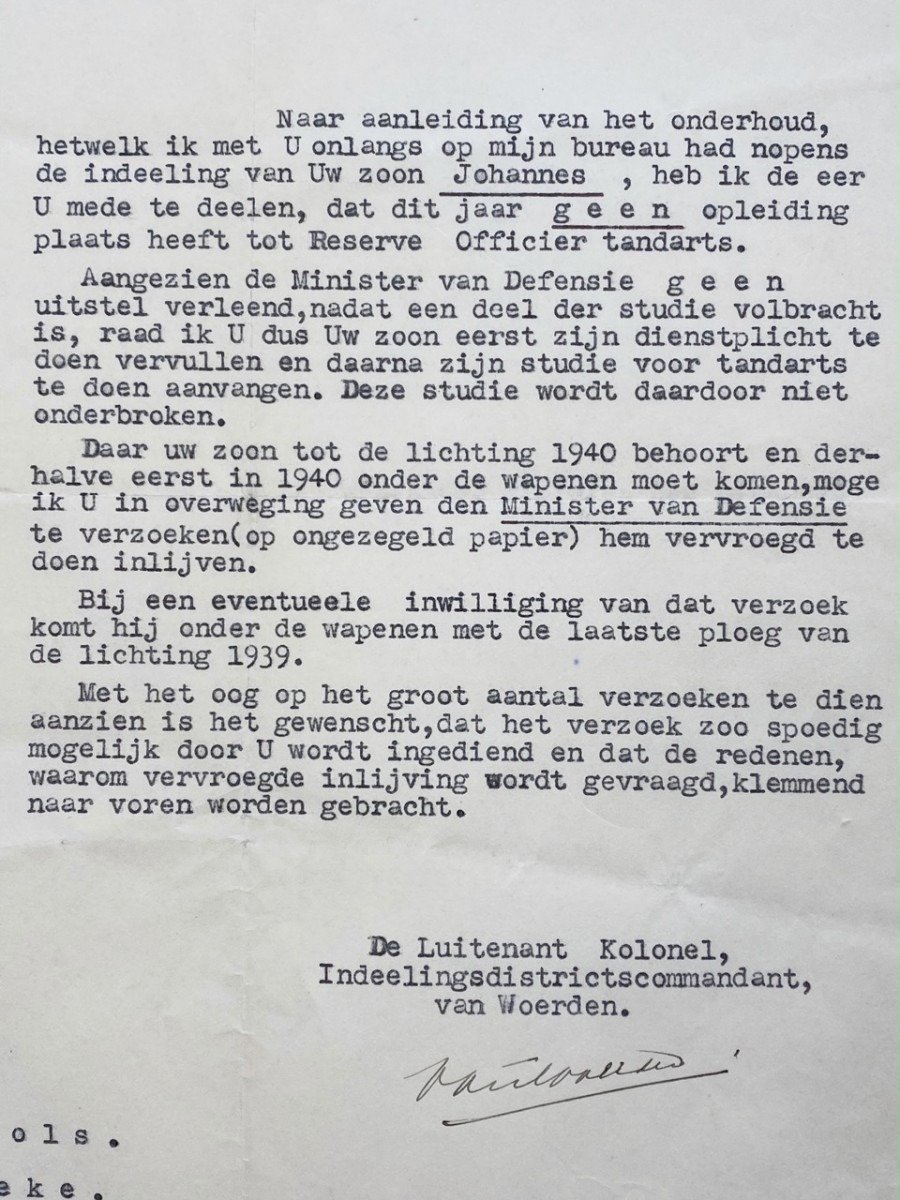 Naar aanleiding van het onderhoud,
hetwelk ik met U onlangs op mijn bureau had nopens
de indeeling van Uw zoon Johannes , heb ik de eer
U mede te deelen, dat dit jaar g e e n opleiding
plaats heeft tot Reserve Officier tandarts.
Aangezien de Minister van Defensie g e e n
uitstel verleend,nadat een deel der studie volbracht
is, raad ik U dus Uw zoon eerst zijn dienstplicht te
doen vervullen en daarna zijn studie voor tandarts
te doen aanvangen. Deze studie wordt daardoor niet
onderbroken.
Daar uw zoon tot de lichting 1940 behoort en der-
halve eerst in 1940 onder de wapenen moet komen,moge
ik U in overweging geven den Minister van Defensie
te verzoeken(op ongezegeld papier) hem vervroegd te
doen inlijven.
Bij een eventueele inwilliging van dat verzoek
komt hij onder de wapenen met de laatste ploeg van
de lichting 1939.
Met het oog op het groot aantal verzoeken te dien
aanzien is het gewenscht,dat het verzoek zoo spoedig
mogelijk door U wordt ingediend en dat de redenen,
waarom vervroegde inlijving wordt gevraagd,klemmend
naar voren worden gebracht.
De Luitenant Kolonel,
Indeelingsdistrictscommandant,
van Woerden.
van Woerden
o l s .
e k e .